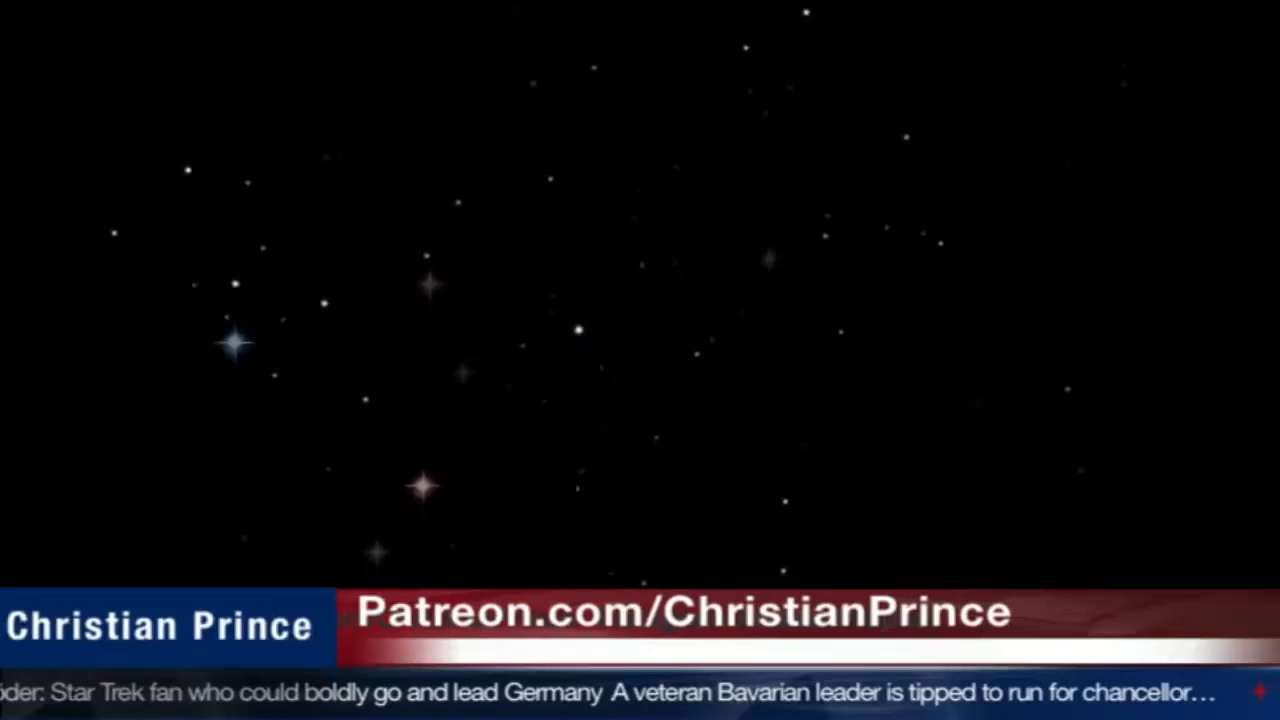 Christian Prince
Patreon.com/ChristianPrince
öder: Star Trek fan who could boldly go and lead Germany A veteran Bavarian leader is tipped to run for chancellor…